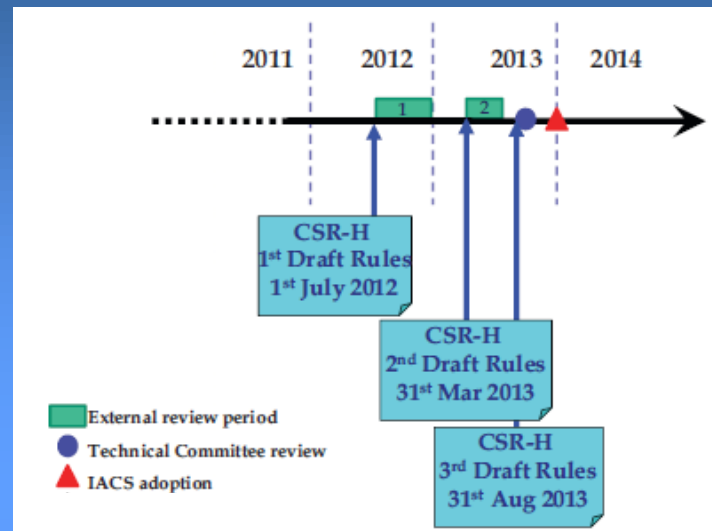 2011 2012 2013 2014
1 2
CSR-H
1st Draft Rules
1st July 2012
CSR-H
2nd Draft Rules
31st Mar 2013
CSR-H
3rd Draft Rules
31st Aug 2013
External review period
Technical Committee review
IACS adoption